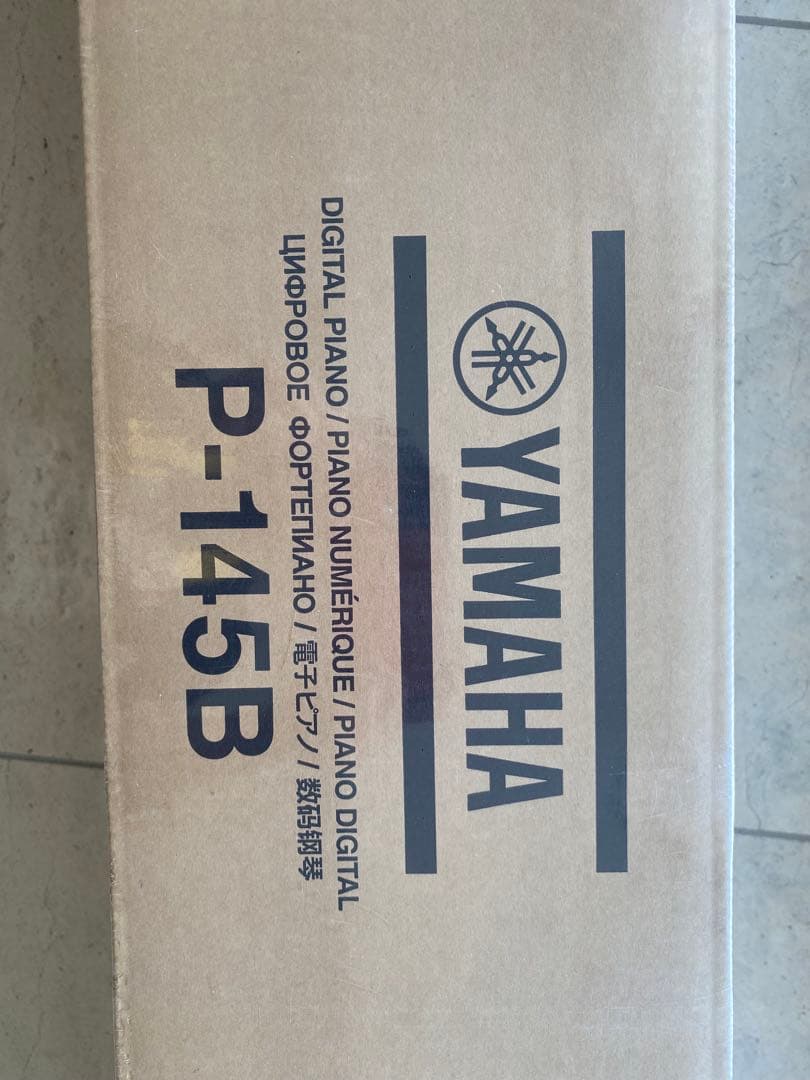 YAMAHA
DIGITAL PIANO / PIANO NUMÉRIQUE / PIANO DIGITAL
ЦИФРОВОЕ ФОРТЕПИАНО / 電子ピアノ / 数码钢琴
P-145B